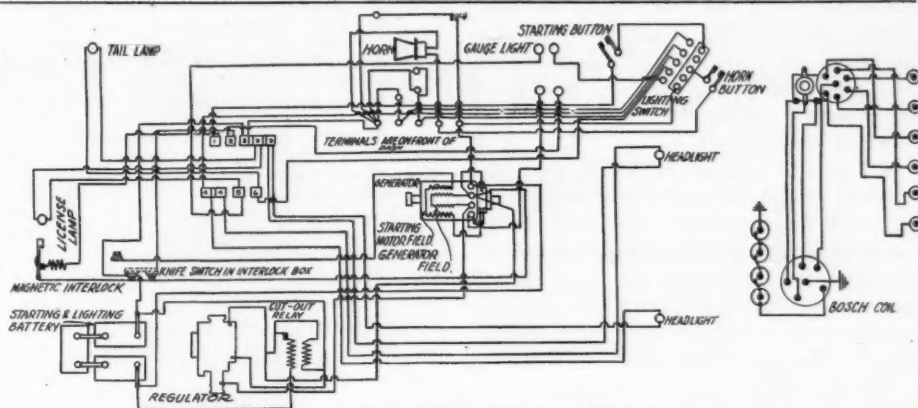 TAIL LAMP
HORN
GAUGE LIGHT
STARTING BUTTON
HORN
BUTTON
LIGHTING
SWITCH
TERMINALS ARE ON FRONT OF
GENERATOR
HEADLIGHT
STARTING
MOTOR FIELD.
GENERATOR
FIELD.
LICENSE
LAMP
KNIFE SWITCH IN INTERLOCK BOX
MAGNETIC INTERLOCK
STARTING & LIGHTING
BATTERY
CUT-OUT
RELAY
REGULATOR
HEADLIGHT
BOSCH COIL